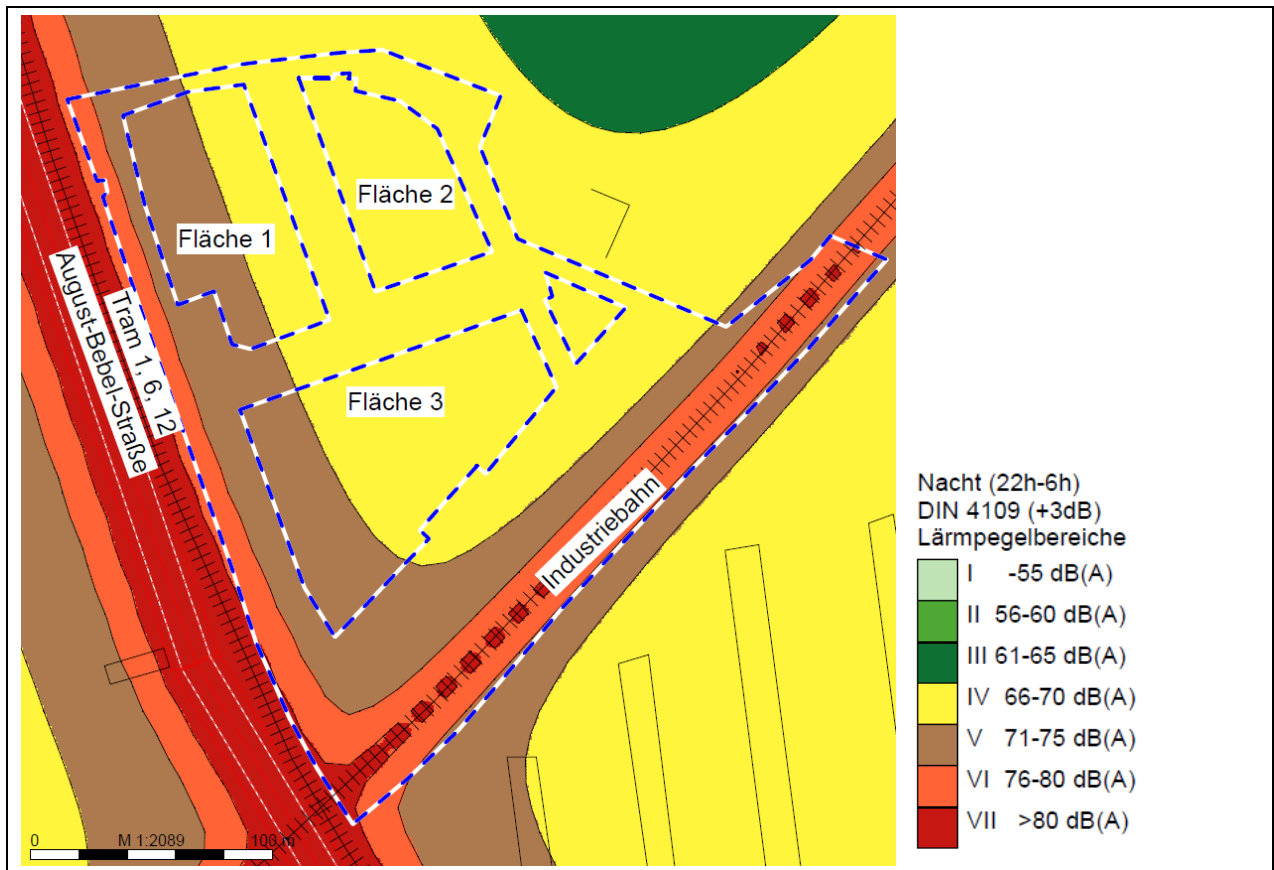 Fläche 1
Fläche 2
Fläche 3
August-Bebel-Straße
Tram 1, 6, 12
Industriebahn
0 M 1:2089 100 m
Nacht (22h-6h)
DIN 4109 (+3dB)
Lärmpegelbereiche
I -55 dB(A)
II 56-60 dB(A)
III 61-65 dB(A)
IV 66-70 dB(A)
V 71-75 dB(A)
VI 76-80 dB(A)
VII >80 dB(A)